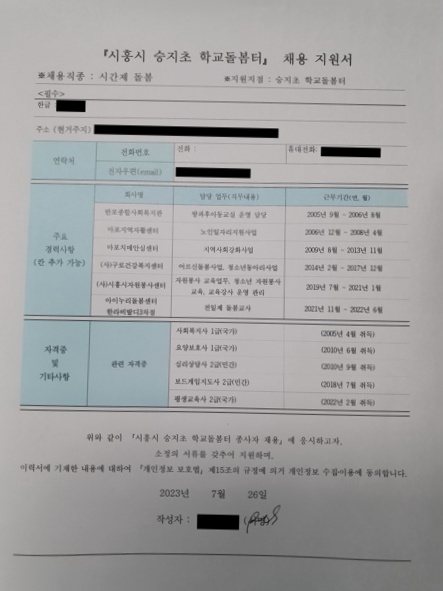 『시흥시 승지초 학교돌봄터』 채용 지원서
※채용직종 : 시간제 돌봄 ※지원지점 : 승지초 학교돌봄터
<필수>
한글
주소 (현거주지)
연락처 전화번호 전화 : 휴대전화
전자우편(email)
주요 경력사항 (칸 추가 가능)
회사명 담당 업무(직무내용) 근무기간(년, 월)
반포종합사회복지관 방과후사동교실 운영 담당 2005년 9월 - 2006년 8월
마포지역자활센터 노인일자리지원사업 2006년 12월 - 2008년 4월
마포치매안심센터 지역사회강화사업 2009년 8월 - 2013년 11월
(사)구로건강복지센터 어르신돌봄사업, 청소년동아리사업 2014년 2월 - 2017년 12월
(사)시흥시자원봉사센터 자원봉사 교육업무, 청소년 자원봉사 교육, 교육강사 운영 관리 2019년 7월 - 2021년 1월
아이누리돌봄센터 한라비발디3차점 전일제 돌봄교사 2021년 11월 - 2022년 6월
자격증 및 기타사항 관련 자격증
사회복지사 1급(국가) (2005년 4월 취득)
요양보호사 1급(국가) (2010년 6월 취득)
심리상담사 2급(민간) (2010년 9월 취득)
보드게임지도사 2급(민간) (2018년 7월 취득)
평생교육사 2급(국가) (2022년 2월 취득)
위와 같이 「시흥시 승지초 학교돌봄터 종사자 채용」에 응시하고자,
소정의 서류를 갖추어 지원하며,
이력서에 기재한 내용에 대하여 「개인정보 보호법」 제15조의 규정에 의거 개인정보 수집이용에 동의합니다.
2023년 7월 26일
작성자 :